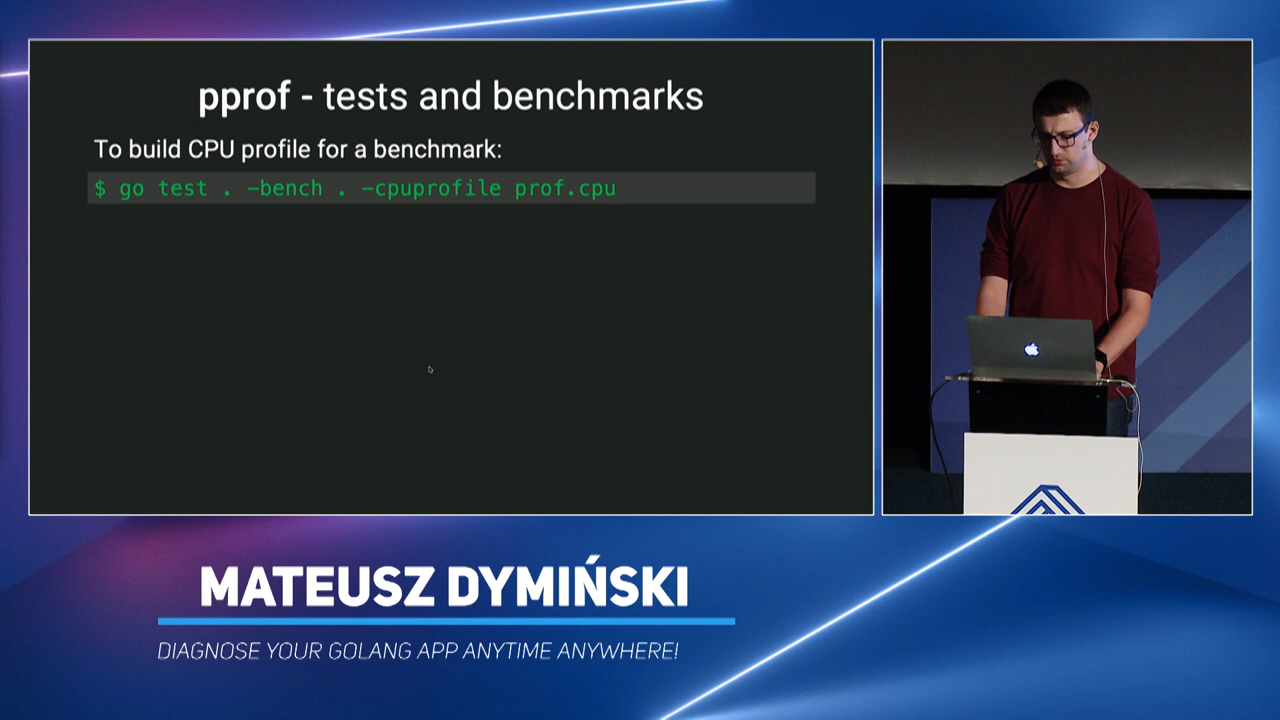 pprof - tests and benchmarks
To build CPU profile for a benchmark:
$ go test . -bench . -cpuprofile prof.cpu
MATEUSZ DYMIŃSKI
DIAGNOSE YOUR GOLANG APP ANYTIME ANYWHERE!